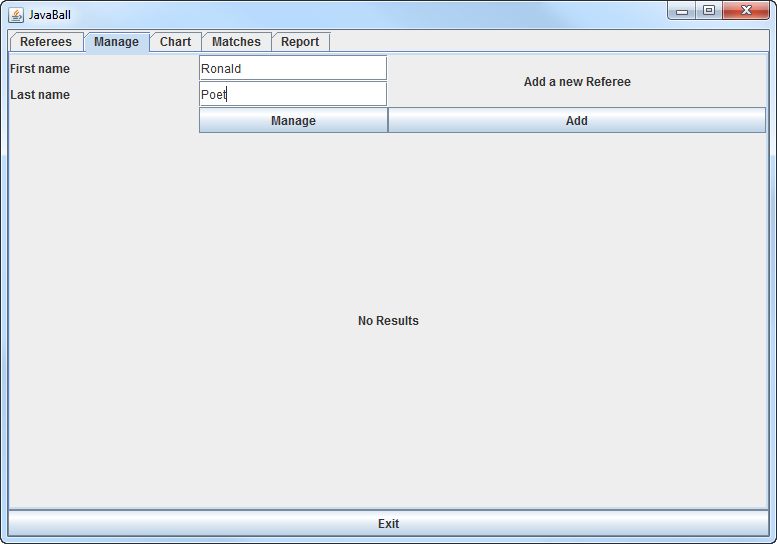 JavaBall
Referees Manage Chart Matches Report
First name Ronald
Add a new Referee
Last name Poet
Manage Add
No Results
Exit